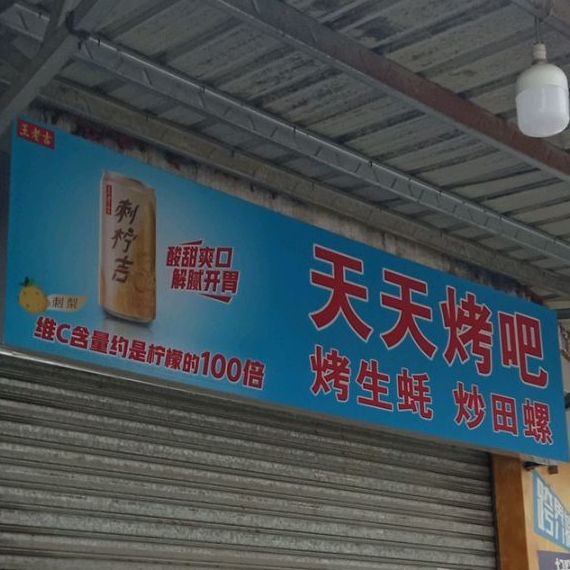 王老吉
刺柠吉
酸甜爽口
解腻开胃
刺梨
维C含量约是柠檬的100倍
天天烤吧
烤生蚝 炒田螺